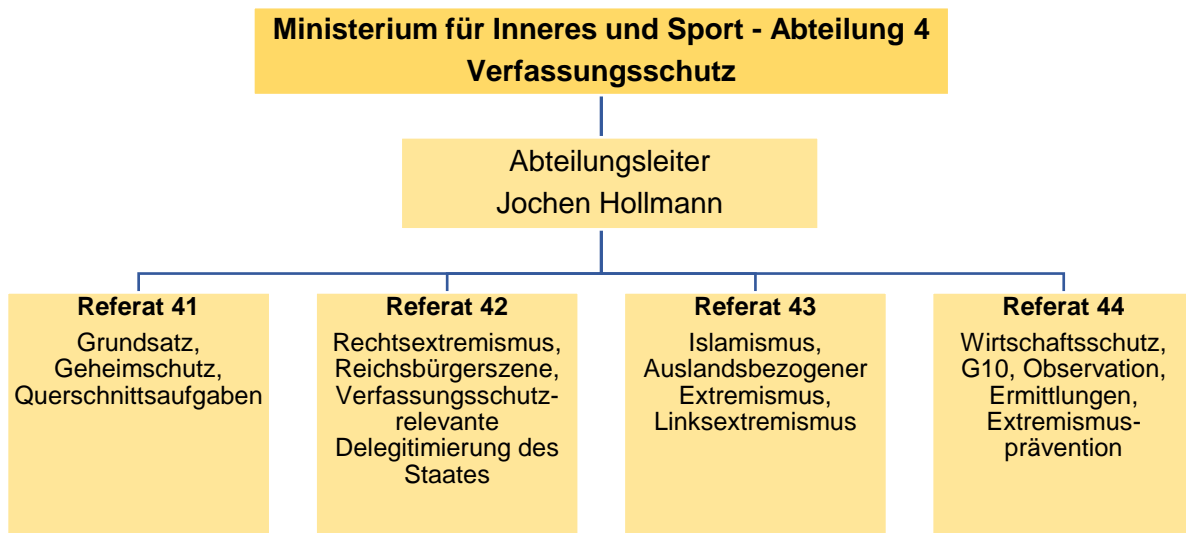 Ministerium für Inneres und Sport - Abteilung 4
Verfassungsschutz
Abteilungsleiter
Jochen Hollmann
Referat 41
Grundsatz,
Geheimschutz,
Querschnittsaufgaben
Referat 42
Rechtsextremismus,
Reichsbürgerszene,
Verfassungsschutz-
relevante
Delegitimierung des
Staates
Referat 43
Islamismus,
Auslandsbezogener
Extremismus,
Linksextremismus
Referat 44
Wirtschaftsschutz,
G10, Observation,
Ermittlungen,
Extremismus-
prävention